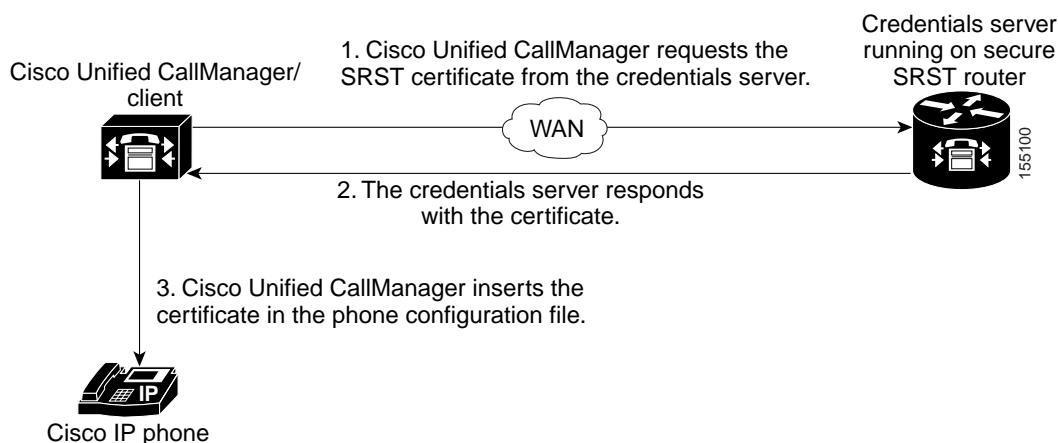 Cisco Unified CallManager/
client
1. Cisco Unified CallManager requests the
SRST certificate from the credentials server.
Credentials server
running on secure
SRST router
WAN
155100
2. The credentials server responds
with the certificate.
3. Cisco Unified CallManager inserts the
certificate in the phone configuration file.
IP
Cisco IP phone